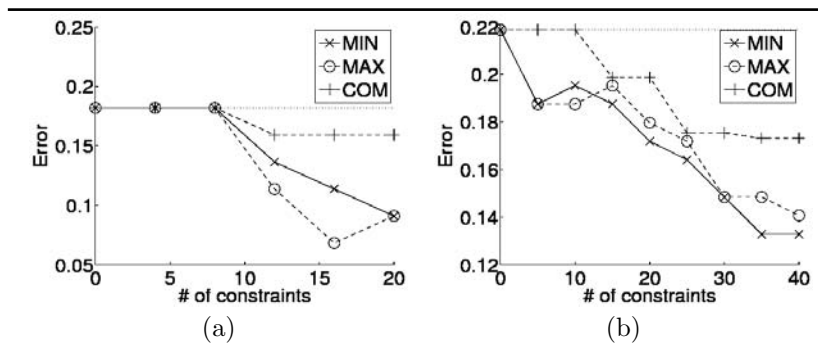 0.25
0.2
0.15
0.1
0.05
Error
0
5
10
15
20
# of constraints
MIN
MAX
COM
(a)
0.22
0.2
0.18
0.16
0.14
0.12
Error
0
10
20
30
40
# of constraints
MIN
MAX
COM
(b)